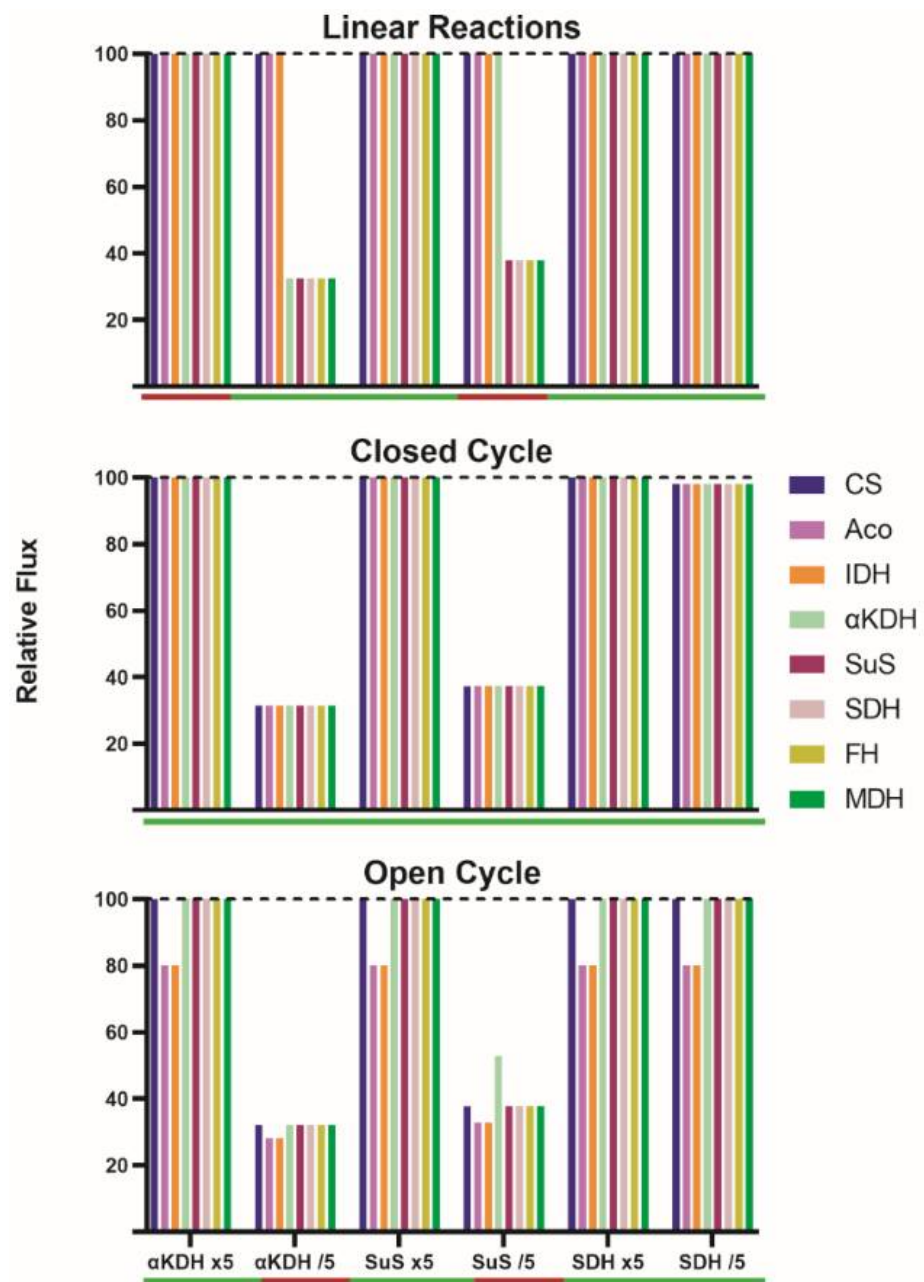 Linear Reactions
100
80
60
40
20
Closed Cycle
100
80
60
40
20
Relative Flux
CS
Aco
IDH
αKDH
SuS
SDH
FH
MDH
Open Cycle
100
80
60
40
20
αKDH x5 αKDH /5 SuS x5 SuS /5 SDH x5 SDH /5